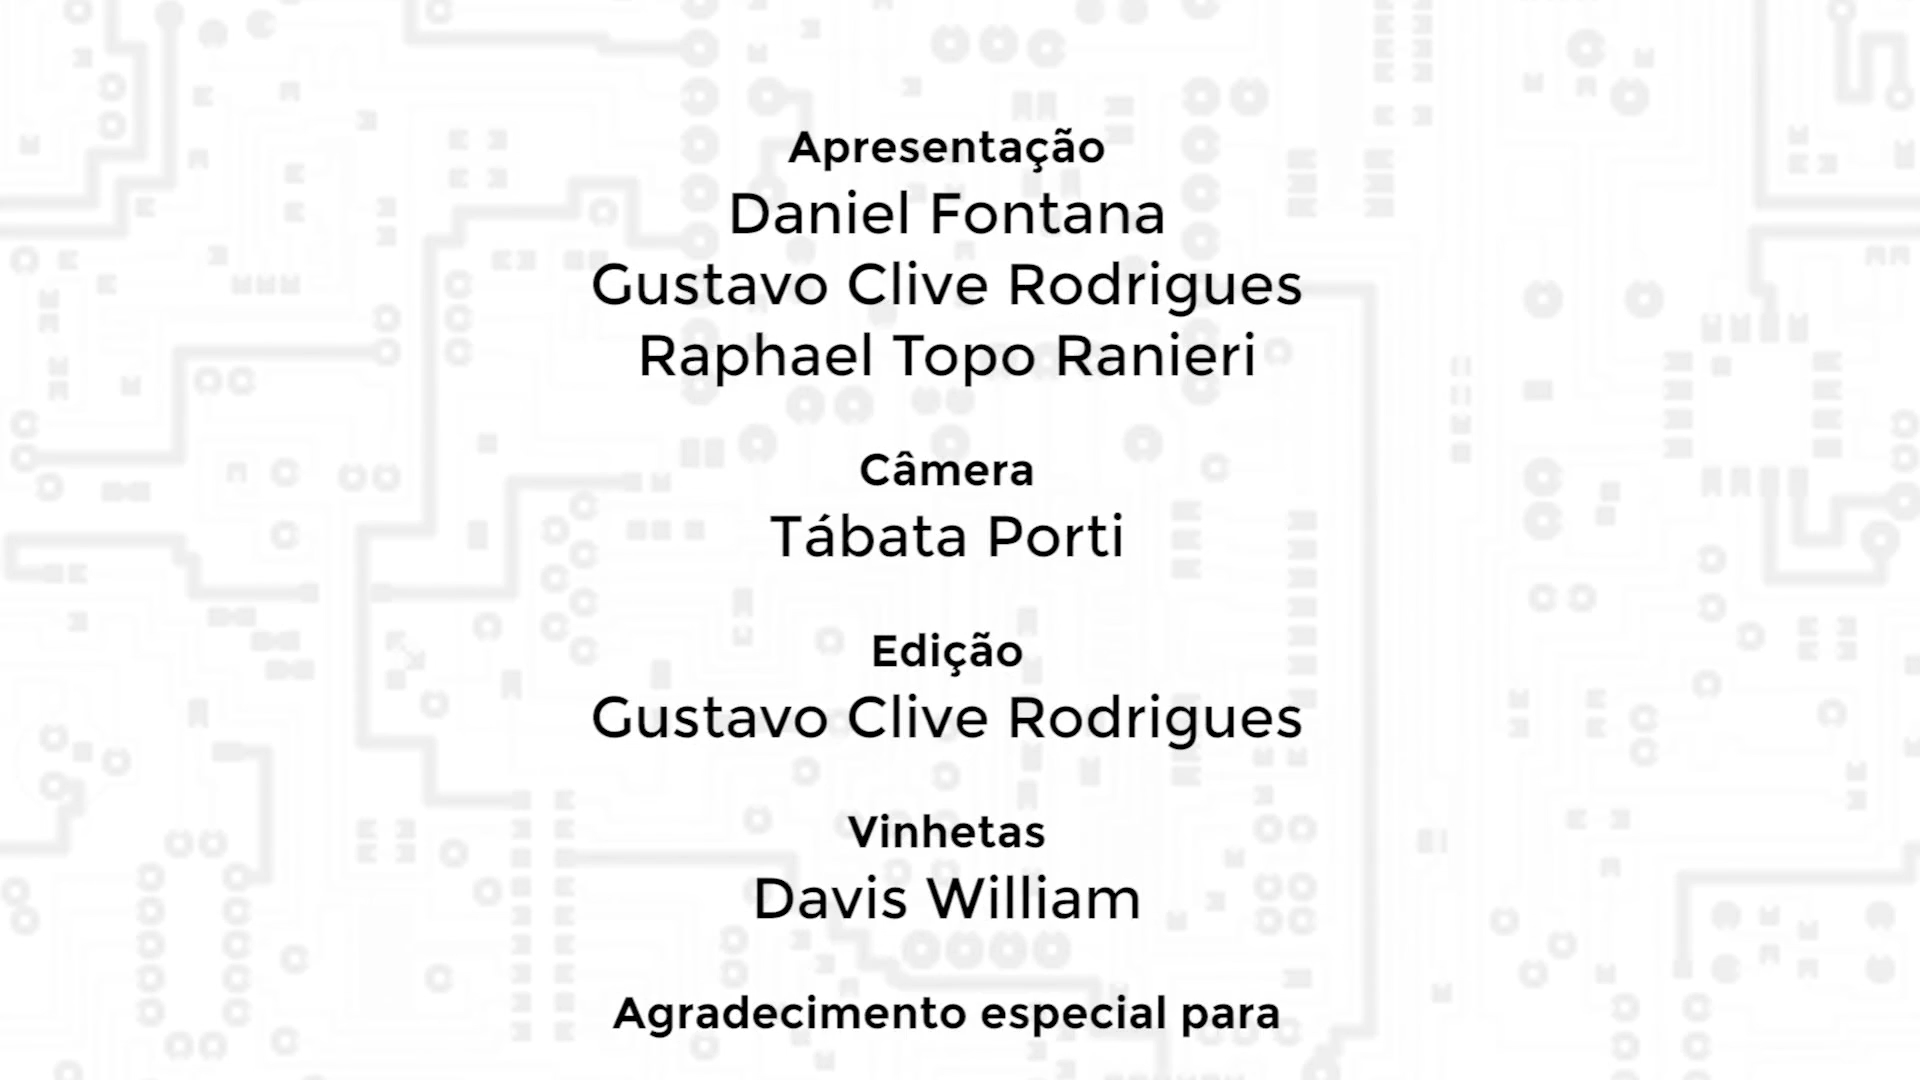 Apresentação
Daniel Fontana
Gustavo Clive Rodrigues
Raphael Topo Ranieri
Câmera
Tábata Porti
Edição
Gustavo Clive Rodrigues
Vinhetas
Davis William
Agradecimento especial para